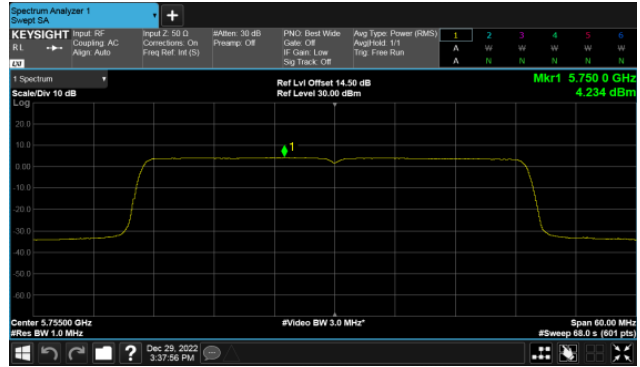 Spectrum Analyzer 1
Swept SA
+
KEYSIGHT Input: RF Input Z: 50 Ω #Atten: 30 dB PNO: Best Wide Avg Type: Power (RMS) 1 2 3 4 5 6
RL Coupling: AC Corrections: On Preamp: Off Gate: Off Avg|Hold: 1/1 A W W W W W
Align: Auto Freq Ref: Int (S) IF Gain: Low Trig: Free Run
LXI Sig Track: Off A N N N N N
1 Spectrum Ref Lvl Offset 14.50 dB Mkr1 5.750 0 GHz
Scale/Div 10 dB Ref Level 30.00 dBm 4.234 dBm
Log
20.0
10.0
1
0.00
-10.0
-20.0
-30.0
-40.0
-50.0
-60.0
Center 5.75500 GHz #Video BW 3.0 MHz* Span 60.00 MHz
#Res BW 1.0 MHz #Sweep 68.0 s (601 pts)
? Dec 29, 2022
3:37:56 PM